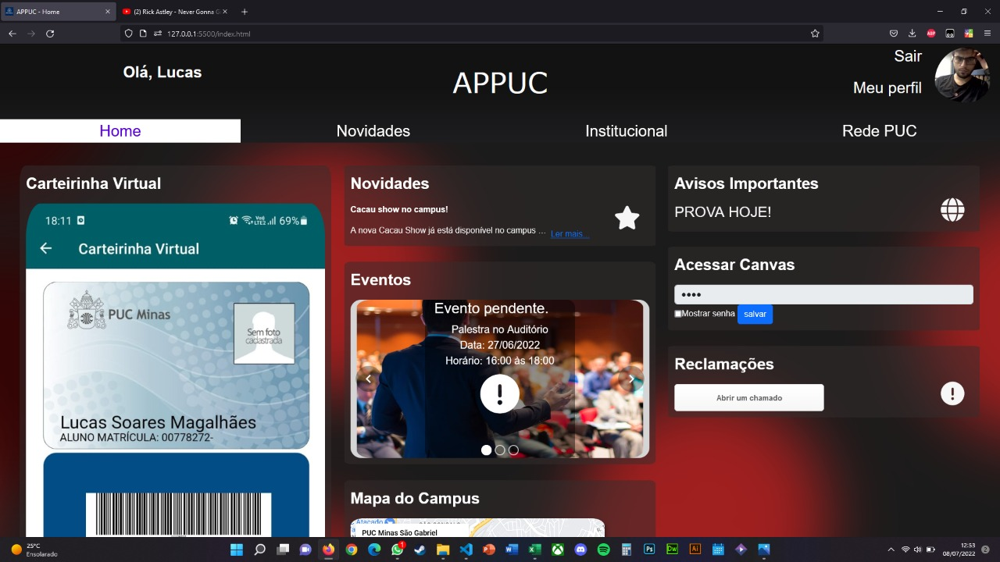 APPUC - Home
(2) Rick Astley - Never Gonna Gi
127.0.0.1:5500/index.html
Olá, Lucas
APPUC
Sair
Meu perfil
Home
Novidades
Institucional
Rede PUC
Carteirinha Virtual
18:11
69%
Carteirinha Virtual
PUC Minas
Sem foto
cadastrada
Lucas Soares Magalhães
ALUNO MATRÍCULA: 00778272-
Novidades
Cacau show no campus!
A nova Cacau Show já está disponível no campus ... Ler mais...
Eventos
Evento pendente.
Palestra no Auditório
Data: 27/06/2022
Horário: 16:00 às 18:00
Mapa do Campus
Atacado
PUC Minas São Gabriel
Avisos Importantes
PROVA HOJE!
Acessar Canvas
Mostrar senha salvar
Reclamações
Abrir um chamado
25°C
Ensolarado
12:53
08/07/2022